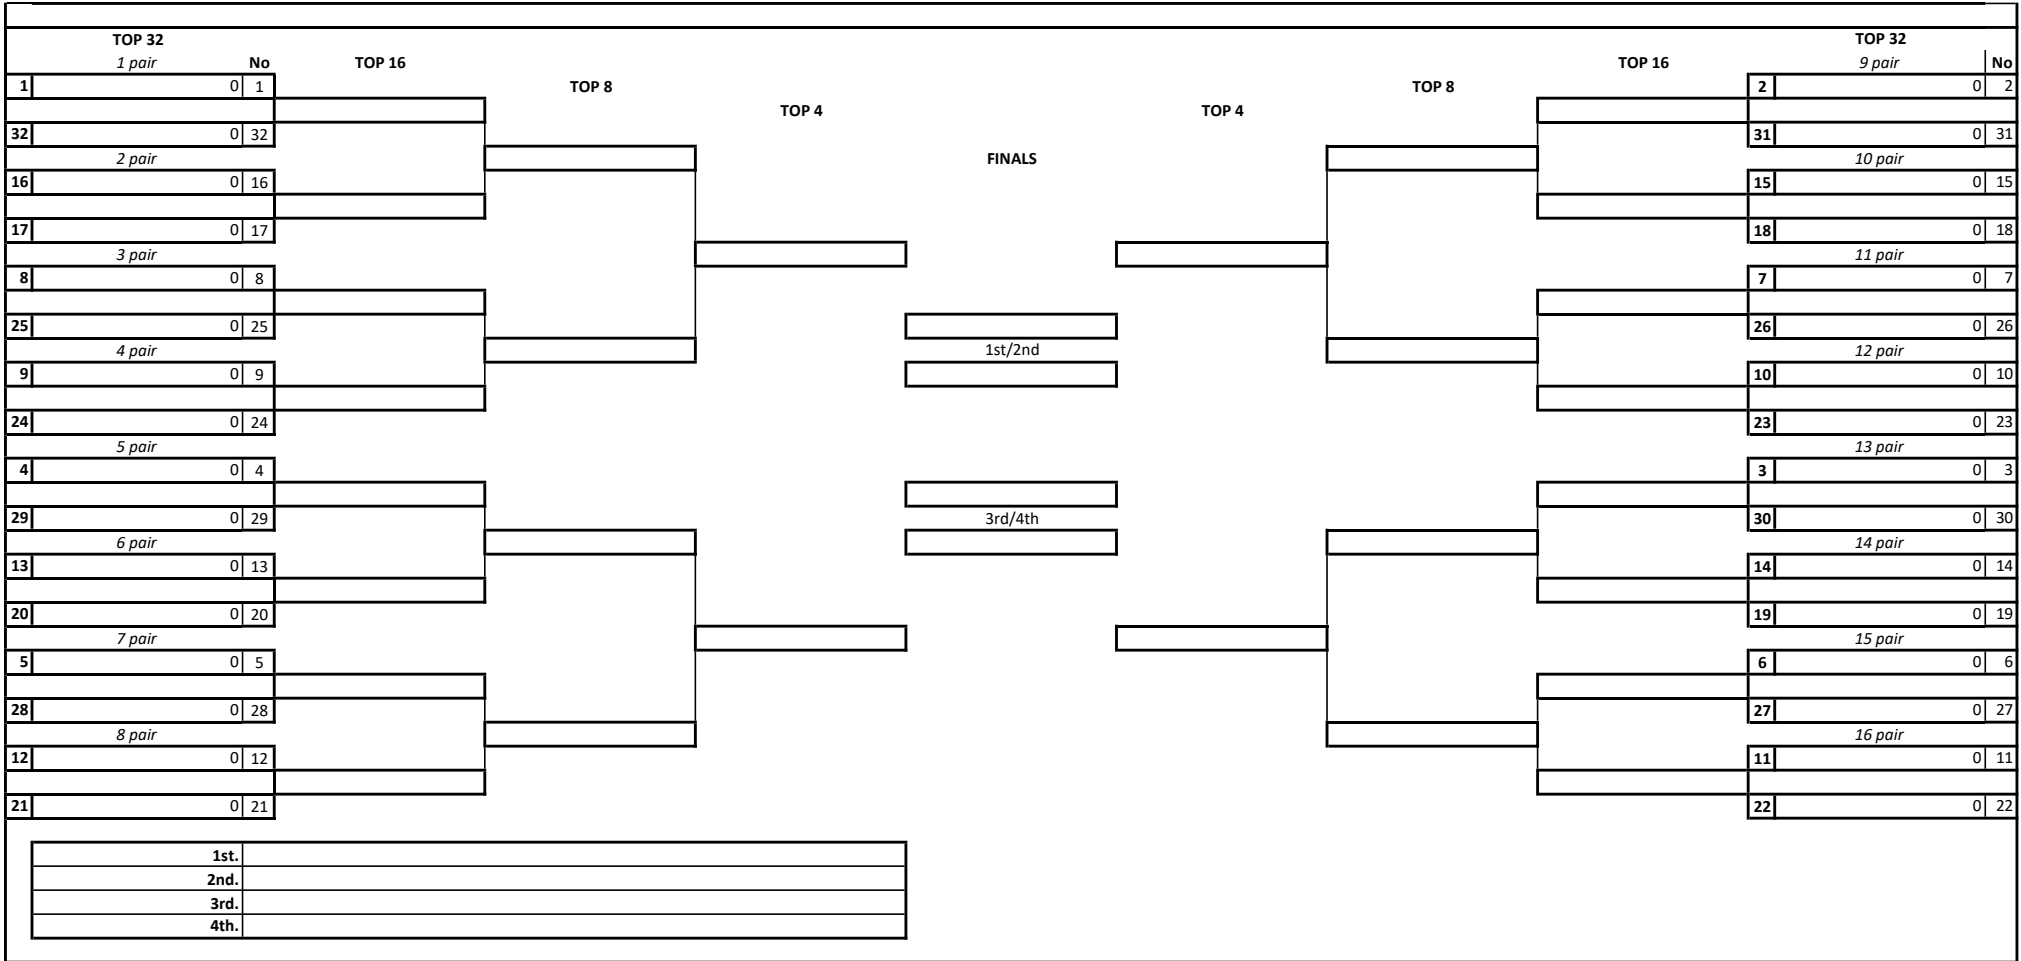 TOP 32 TOP 32
1 pair No TOP 16 TOP 16 9 pair No
1 0 1 TOP 8 TOP 8 2 0 2
TOP 4 TOP 4
32 0 32 31 0 31
2 pair FINALS 10 pair
16 0 16 15 0 15
17 0 17 18 0 18
3 pair 11 pair
8 0 8 7 0 7
25 0 25 26 0 26
4 pair 1st/2nd 12 pair
9 0 9 10 0 10
24 0 24 23 0 23
5 pair 13 pair
4 0 4 3 0 3
29 0 29 3rd/4th 30 0 30
6 pair 14 pair
13 0 13 14 0 14
20 0 20 19 0 19
7 pair 15 pair
5 0 5 6 0 6
28 0 28 27 0 27
8 pair 16 pair
12 0 12 11 0 11
21 0 21 22 0 22
1st.
2nd.
3rd.
4th.